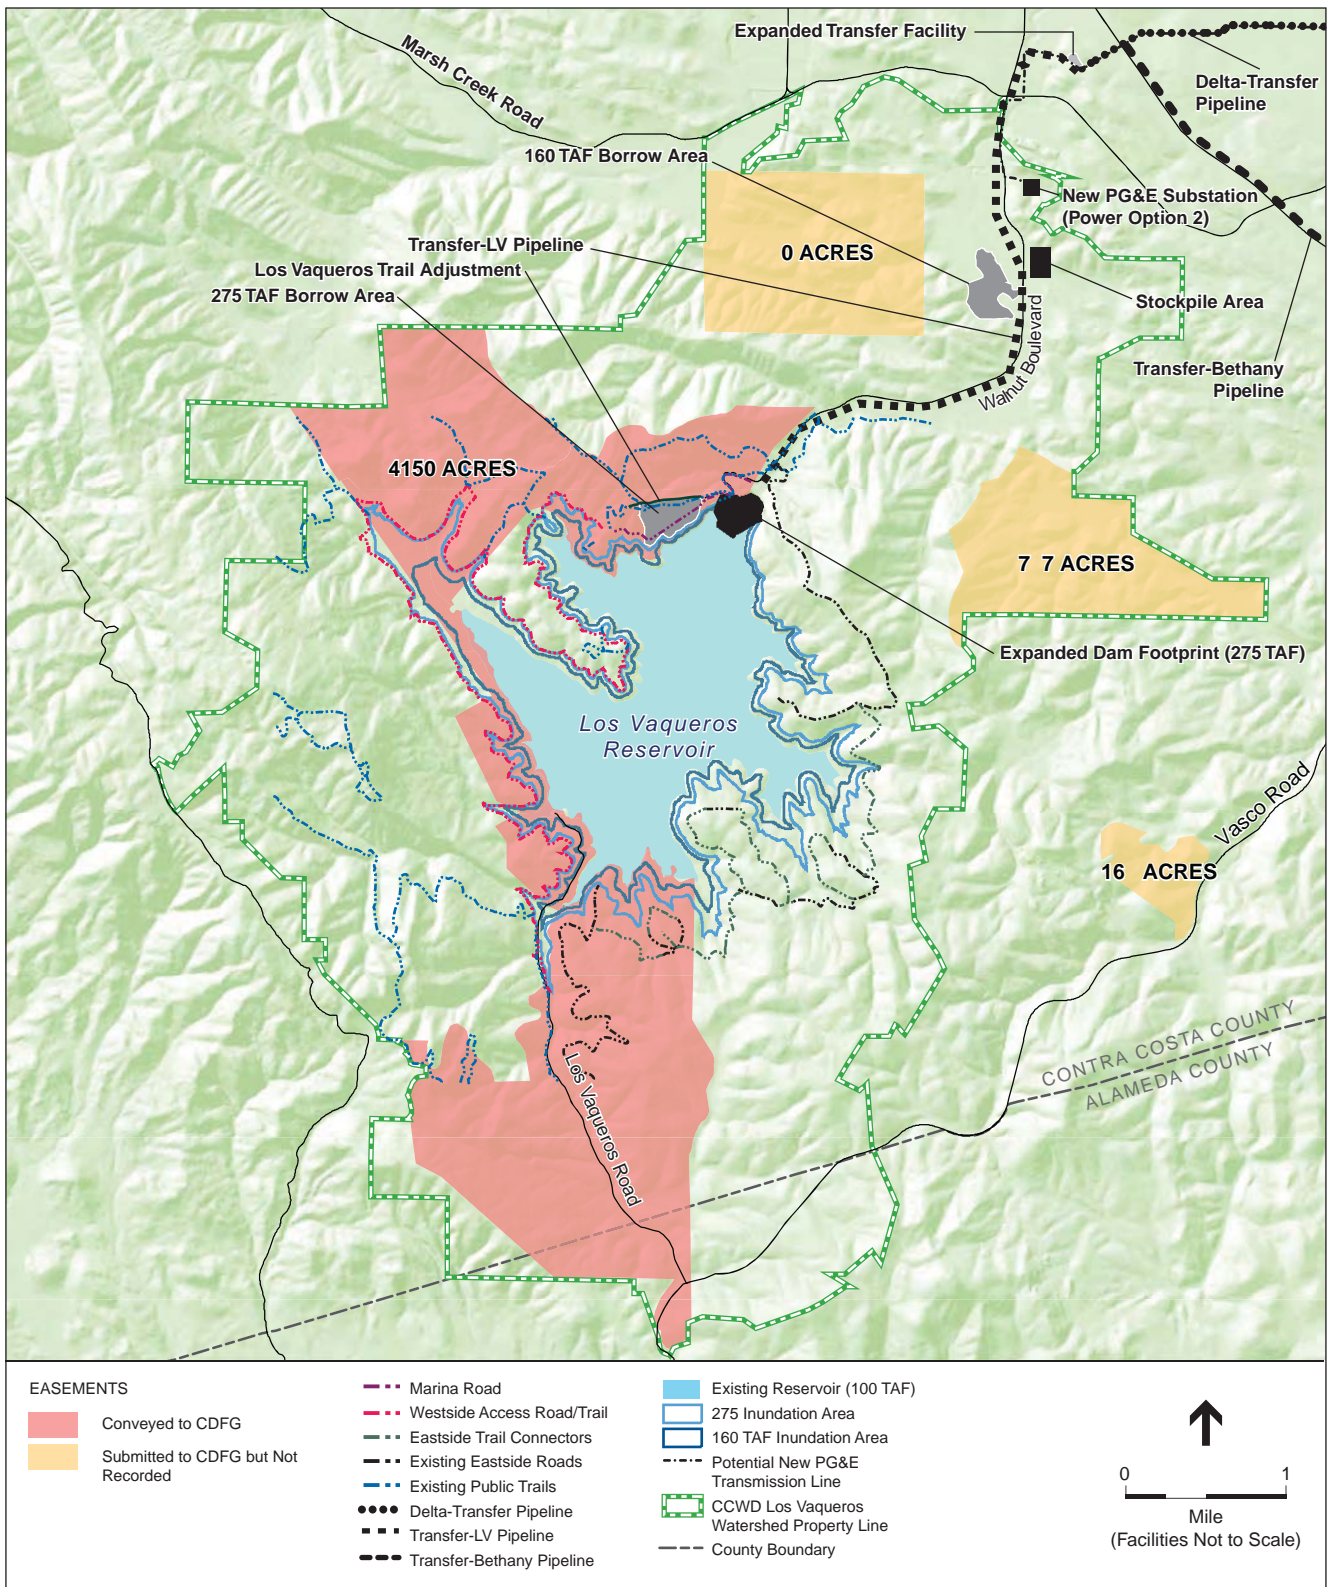 Expanded Transfer Facility
Marsh Creek Road
Delta-Transfer
Pipeline
160 TAF Borrow Area
New PG&E Substation
(Power Option 2)
Transfer-LV Pipeline
0 ACRES
Los Vaqueros Trail Adjustment
275 TAF Borrow Area
Stockpile Area
Walnut Boulevard
Transfer-Bethany
Pipeline
4150 ACRES
7 7 ACRES
Expanded Dam Footprint (275 TAF)
Los Vaqueros
Reservoir
Vasco Road
16 ACRES
CONTRA COSTA COUNTY
ALAMEDA COUNTY
Los Vaqueros Road
EASEMENTS
Conveyed to CDFG
Submitted to CDFG but Not
Recorded
Marina Road
Westside Access Road/Trail
Eastside Trail Connectors
Existing Eastside Roads
Existing Public Trails
Delta-Transfer Pipeline
Transfer-LV Pipeline
Transfer-Bethany Pipeline
Existing Reservoir (100 TAF)
275 Inundation Area
160 TAF Inundation Area
Potential New PG&E
Transmission Line
CCWD Los Vaqueros
Watershed Property Line
County Boundary
0 1
Mile
(Facilities Not to Scale)